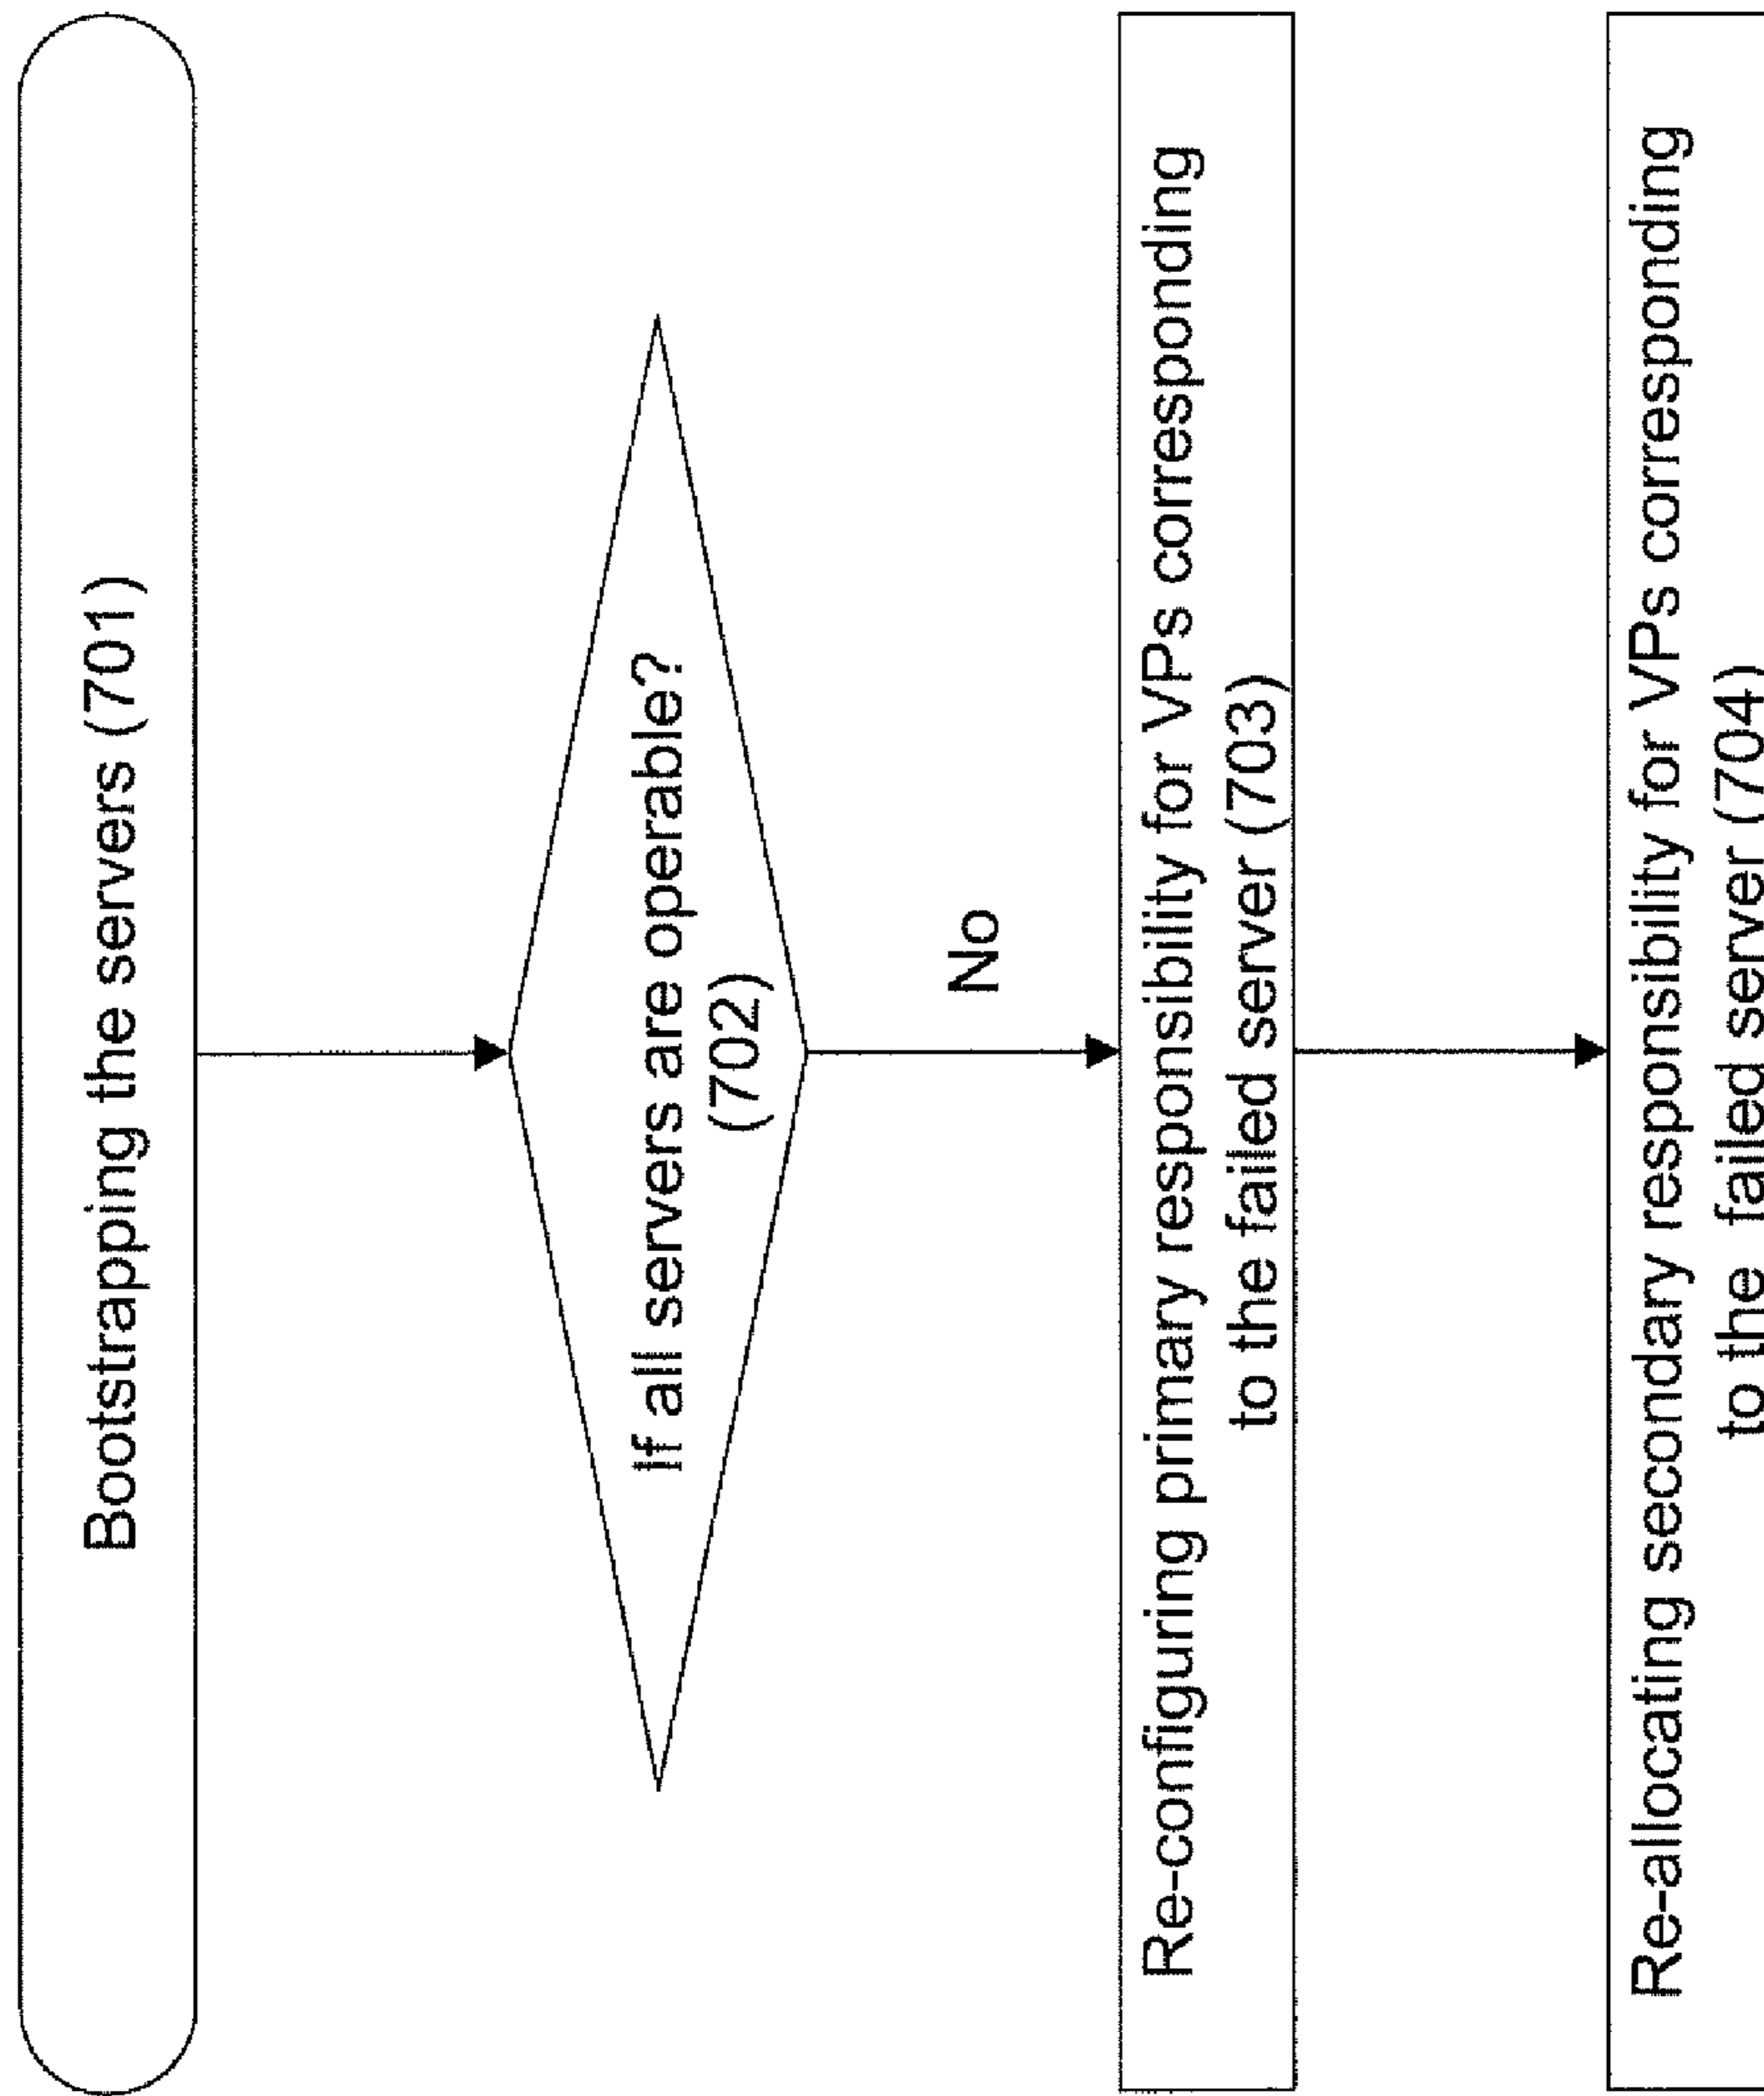 Bootstrapping the servers (701)
If all servers are operable?
(702)
No
Re-configuring primary responsibility for VPs corresponding
to the failed server (703)
Re-allocating secondary responsibility for VPs corresponding
to the failed server (704)